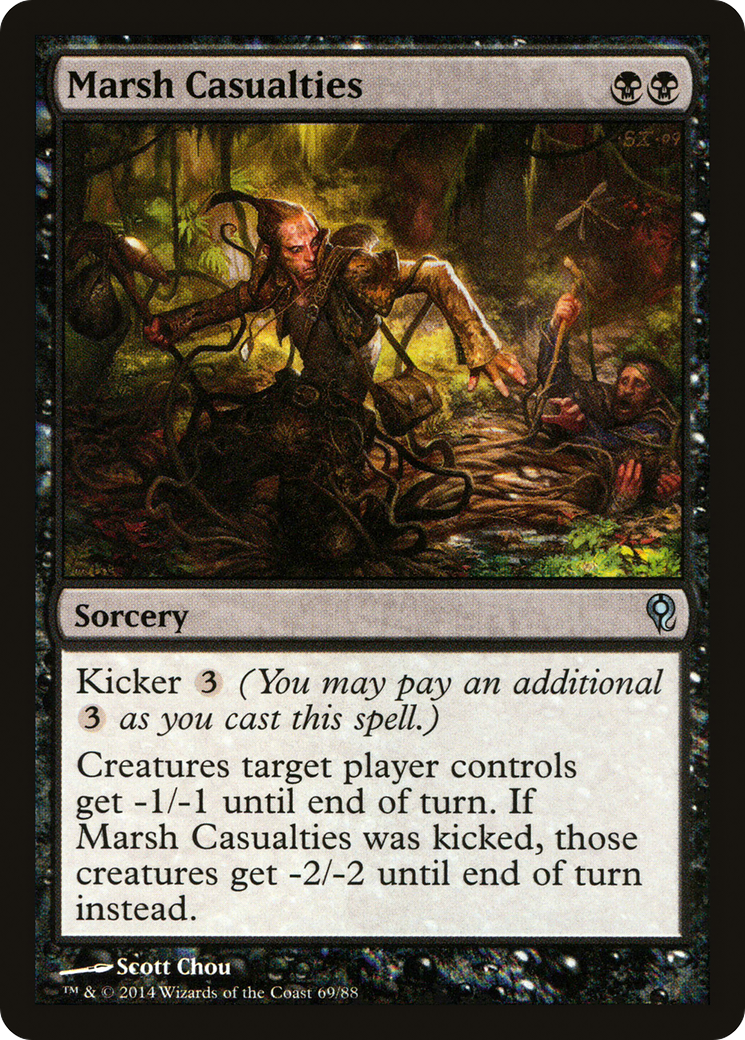 Marsh Casualties
SZ·09
Sorcery
Kicker 3 (You may pay an additional
3 as you cast this spell.)
Creatures target player controls
get -1/-1 until end of turn. If
Marsh Casualties was kicked, those
creatures get -2/-2 until end of turn
instead.
Scott Chou
™ & © 2014 Wizards of the Coast 69/88